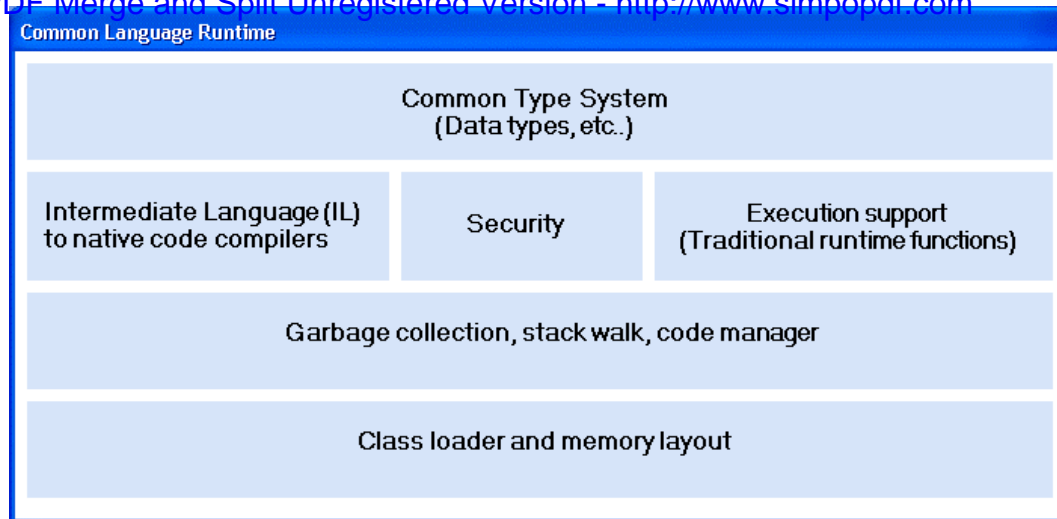 DF Merge and Split Unregistered Version - http://www.simpopdf.com
Common Language Runtime
Common Type System
(Data types, etc..)
Intermediate Language (IL)
to native code compilers
Security
Execution support
(Traditional runtime functions)
Garbage collection, stack walk, code manager
Class loader and memory layout